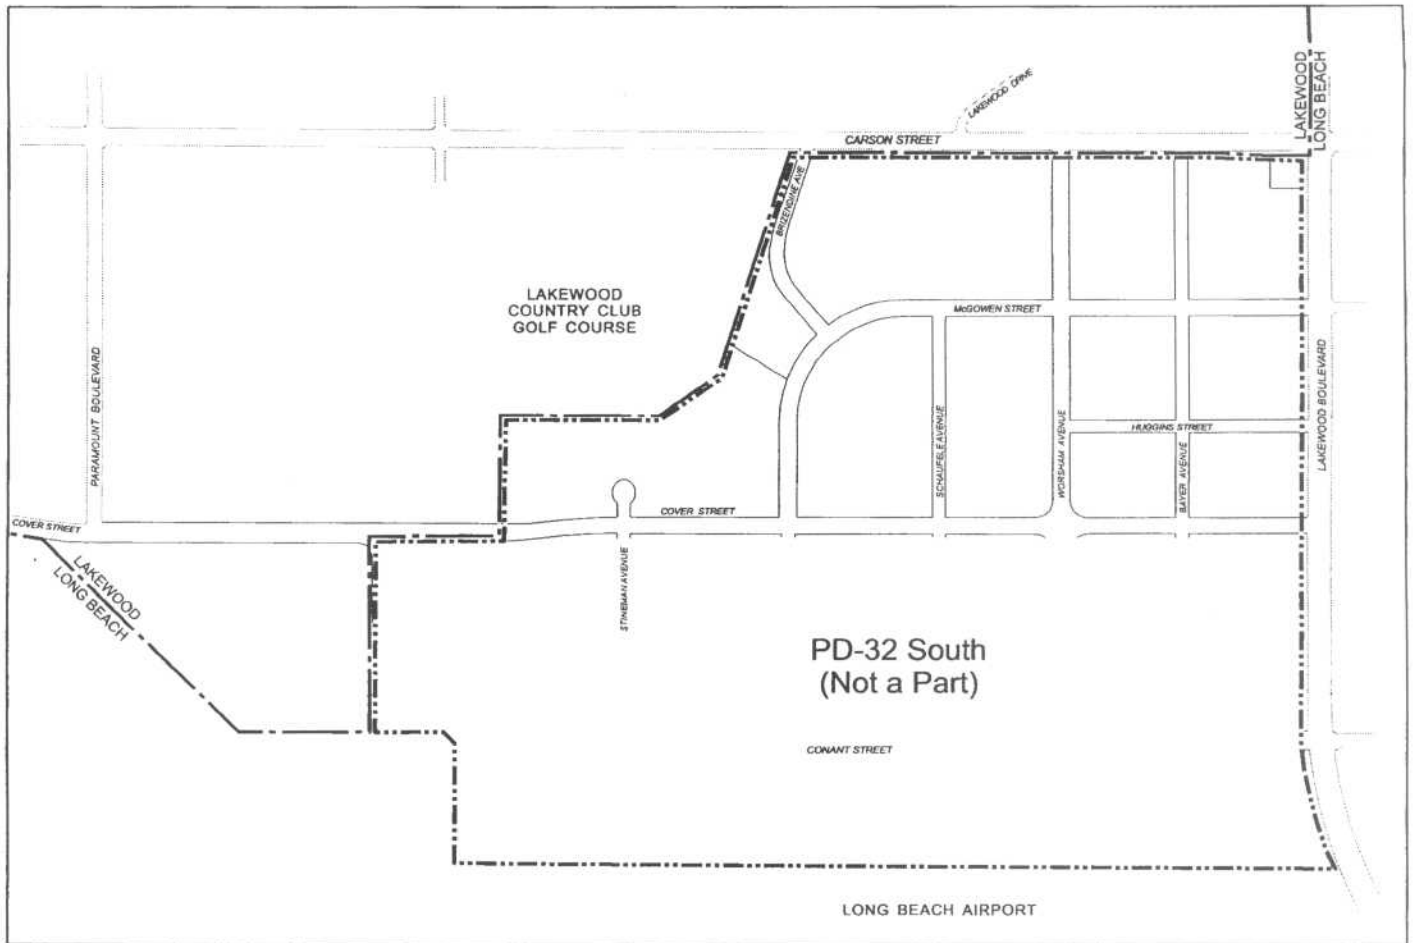 LAKEWOOD
LONG BEACH
LAKEWOOD DRIVE
CARSON STREET
BRIZENDINE AVE
LAKEWOOD
COUNTRY CLUB
GOLF COURSE
McGOWEN STREET
PARAMOUNT BOULEVARD
LAKEWOOD BOULEVARD
SCHAUFELE AVENUE
WORSHAM AVENUE
HUGGINS STREET
BAYER AVENUE
COVER STREET
COVER STREET
LAKEWOOD
LONG BEACH
STINEMAN AVENUE
PD-32 South
(Not a Part)
CONANT STREET
LONG BEACH AIRPORT